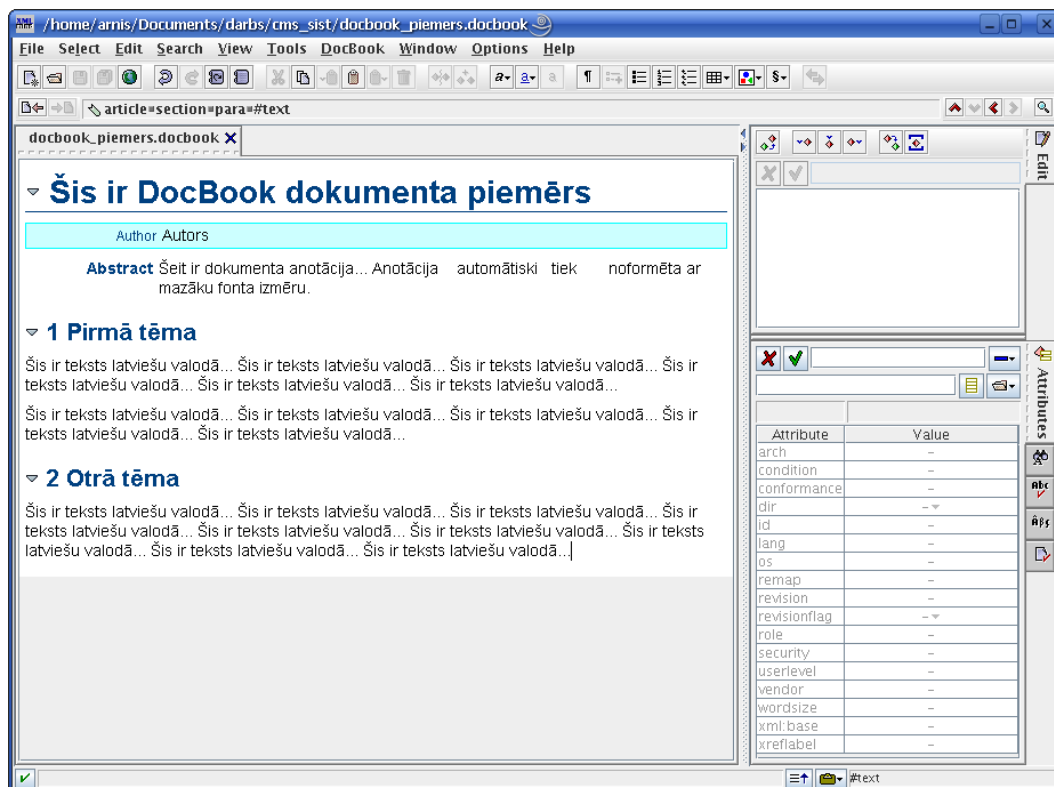 /home/arnis/Documents/darbs/cms_sist/docbook_piemers.docbook
File Select Edit Search View Tools DocBook Window Options Help
article=section=para=#text
docbook_piemers.docbook
Šis ir DocBook dokumenta piemērs
Author Autors
Abstract Šeit ir dokumenta anotācija... Anotācija automātiski tiek noformēta ar
mazāku fonta izmēru.
1 Pirmā tēma
Šis ir teksts latviešu valodā... Šis ir teksts latviešu valodā... Šis ir teksts latviešu valodā... Šis ir
teksts latviešu valodā... Šis ir teksts latviešu valodā... Šis ir teksts latviešu valodā...
Šis ir teksts latviešu valodā... Šis ir teksts latviešu valodā... Šis ir teksts latviešu valodā... Šis ir
teksts latviešu valodā... Šis ir teksts latviešu valodā...
2 Otrā tēma
Šis ir teksts latviešu valodā... Šis ir teksts latviešu valodā... Šis ir teksts latviešu valodā... Šis ir
teksts latviešu valodā... Šis ir teksts latviešu valodā... Šis ir teksts latviešu valodā... Šis ir teksts
latviešu valodā... Šis ir teksts latviešu valodā... Šis ir teksts latviešu valodā...
Edit
Attributes
Attribute Value
arch –
condition –
conformance –
dir –
id –
lang –
os –
remap –
revision –
revisionflag –
role –
security –
userlevel –
vendor –
wordsize –
xml:base –
xreflabel –
Abc
#text